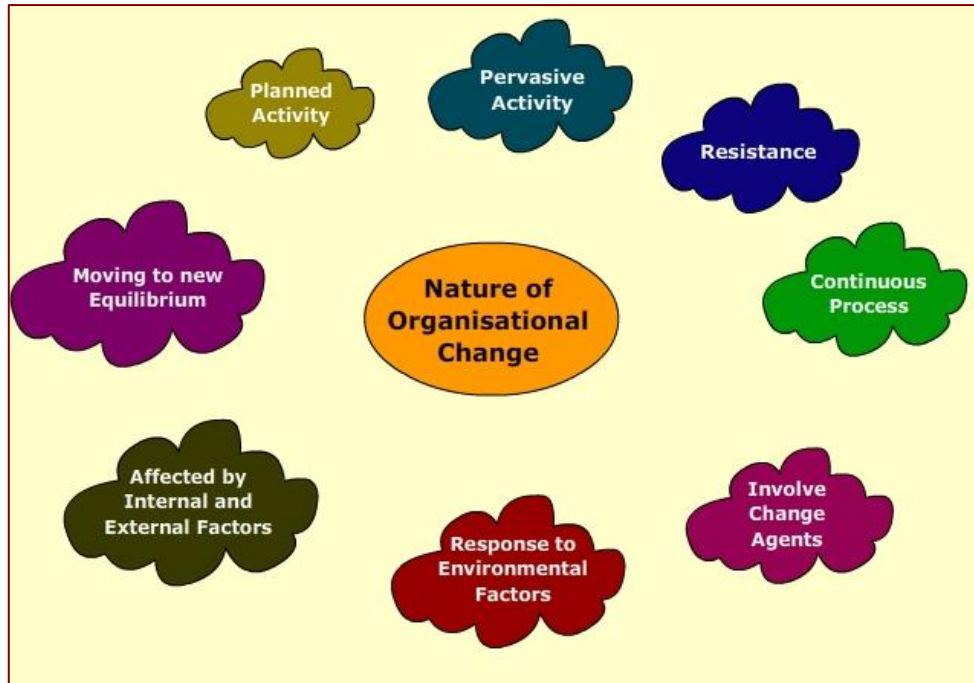 Pervasive
Activity
Planned
Activity
Resistance
Moving to new
Equilibrium
Continuous
Process
Nature of
Organisational
Change
Affected by
Internal and
External Factors
Involve
Change
Agents
Response to
Environmental
Factors